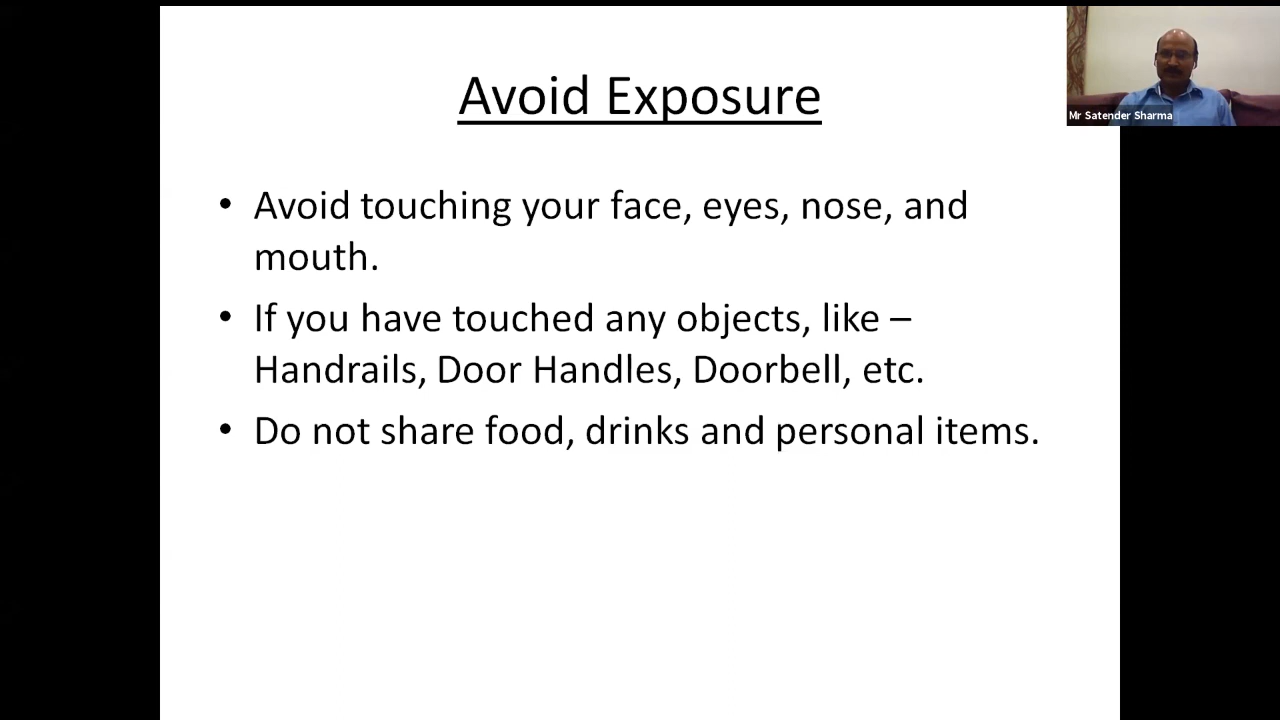 Avoid Exposure
Mr Satender Sharma
• Avoid touching your face, eyes, nose, and
mouth.
• If you have touched any objects, like –
Handrails, Door Handles, Doorbell, etc.
• Do not share food, drinks and personal items.